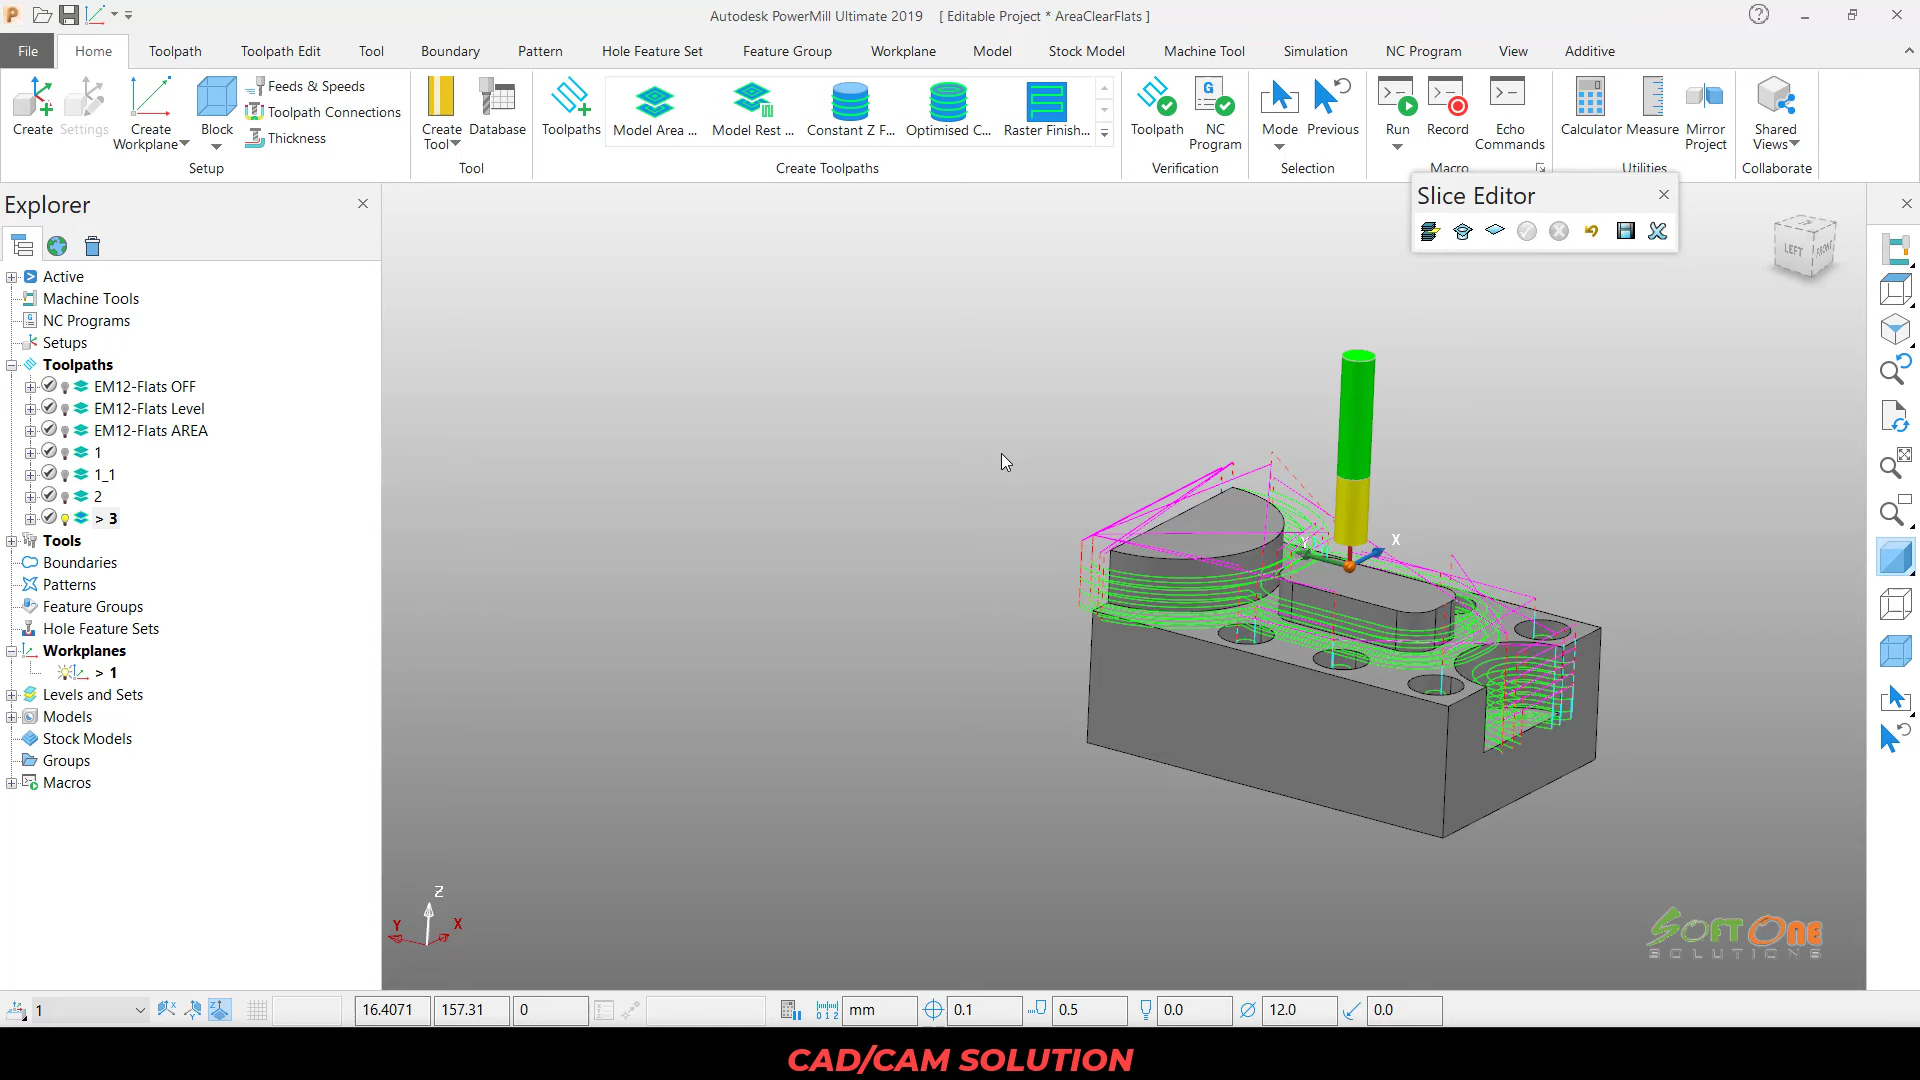 Autodesk PowerMill Ultimate 2019 [ Editable Project * AreaClearFlats ]
File Home Toolpath Toolpath Edit Tool Boundary Pattern Hole Feature Set Feature Group Workplane Model Stock Model Machine Tool Simulation NC Program View Additive
Create
Settings
Create
Workplane
Block
Feeds & Speeds
Toolpath Connections
Thickness
Setup
Create
Tool
Database
Tool
Toolpaths
Model Area ...
Model Rest ...
Constant Z F...
Optimised C...
Raster Finish...
Create Toolpaths
Toolpath
NC
Program
Verification
Mode
Previous
Selection
Run
Record
Echo
Commands
Macro
Calculator
Measure
Mirror
Project
Utilities
Shared
Views
Collaborate
Slice Editor
Explorer
Active
Machine Tools
NC Programs
Setups
Toolpaths
EM12-Flats OFF
EM12-Flats Level
EM12-Flats AREA
1
1_1
2
> 3
Tools
Boundaries
Patterns
Feature Groups
Hole Feature Sets
Workplanes
> 1
Levels and Sets
Models
Stock Models
Groups
Macros
LEFT
FRONT
Y
X
Z
Y
X
SOFTONE
SOLUTIONS
1
16.4071
157.31
0
mm
0.1
0.5
0.0
12.0
0.0
CAD/CAM SOLUTION